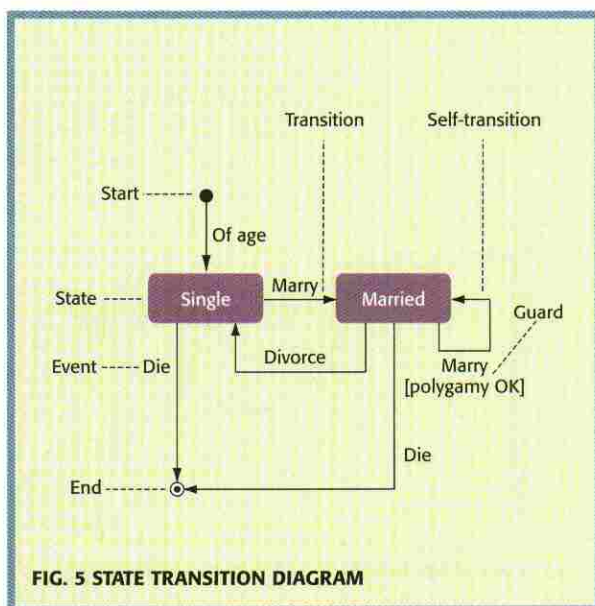 Transition
Self-transition
Start
Of age
State
Single
Marry
Married
Guard
Event
Die
Divorce
Marry
[polygamy OK]
Die
End
FIG. 5 STATE TRANSITION DIAGRAM